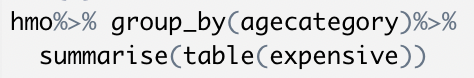 hmo%>% group_by(agecategory)%>%
summarise(table(expensive))